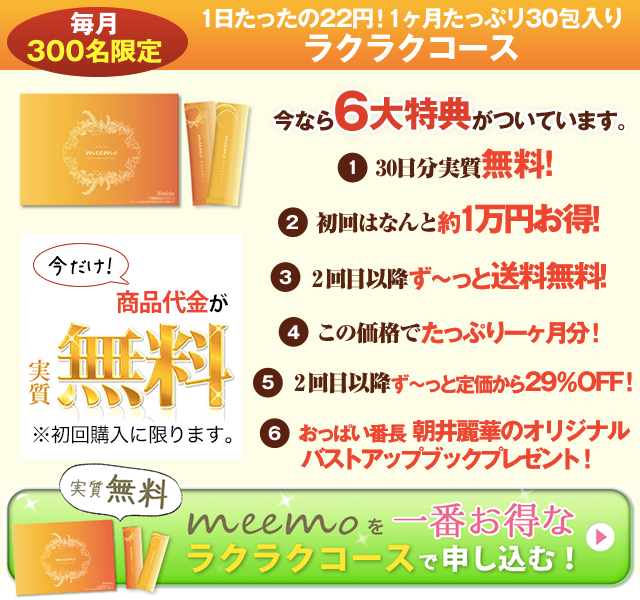 毎月
300名限定
1日たったの22円！1ヶ月たっぷり30包入り
ラクラクコース
meemo
30sticks
今なら6大特典がついています。
1 30日分実質無料！
2 初回はなんと約1万円お得！
3 2回目以降ず〜っと送料無料！
4 この価格でたっぷり一ヶ月分！
5 2回目以降ず〜っと定価から29%OFF！
6 おっぱい番長 朝井麗華のオリジナル
バストアップブックプレゼント！
今だけ！
商品代金が
実質無料
※初回購入に限ります。
実質無料
meemoを一番お得な
ラクラクコースで申し込む！